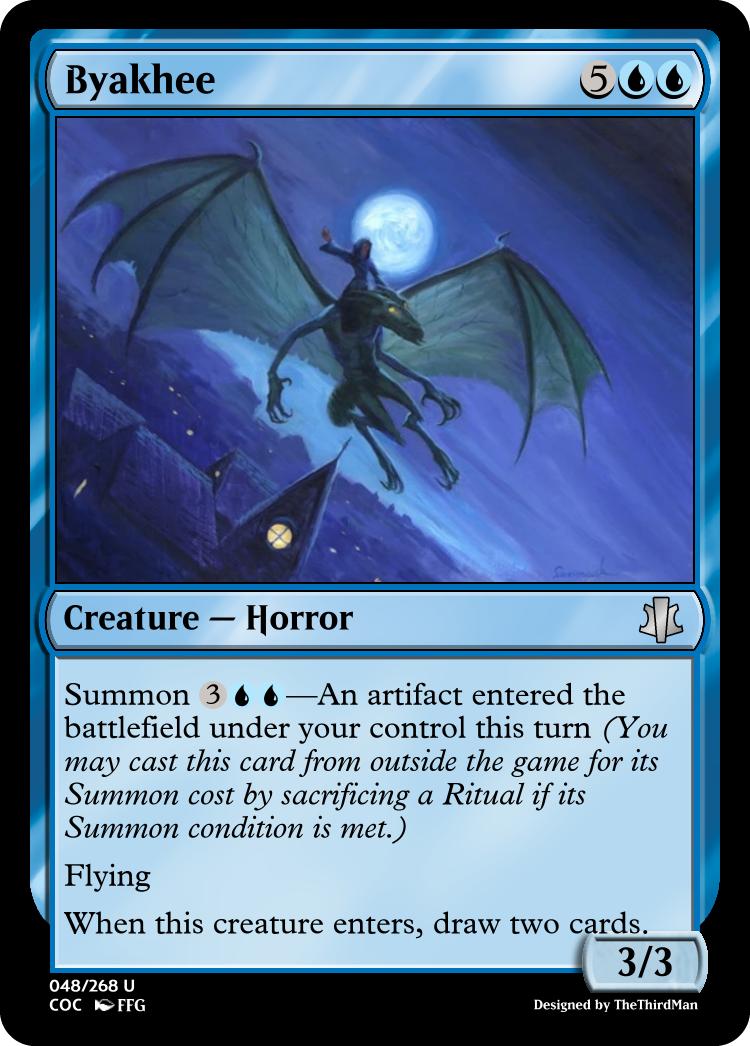 Byakhee 5
Creature — Horror
Summon 3 —An artifact entered the
battlefield under your control this turn (You
may cast this card from outside the game for its
Summon cost by sacrificing a Ritual if its
Summon condition is met.)
Flying
When this creature enters, draw two cards.
3/3
048/268 U
COC FFG
Designed by TheThirdMan